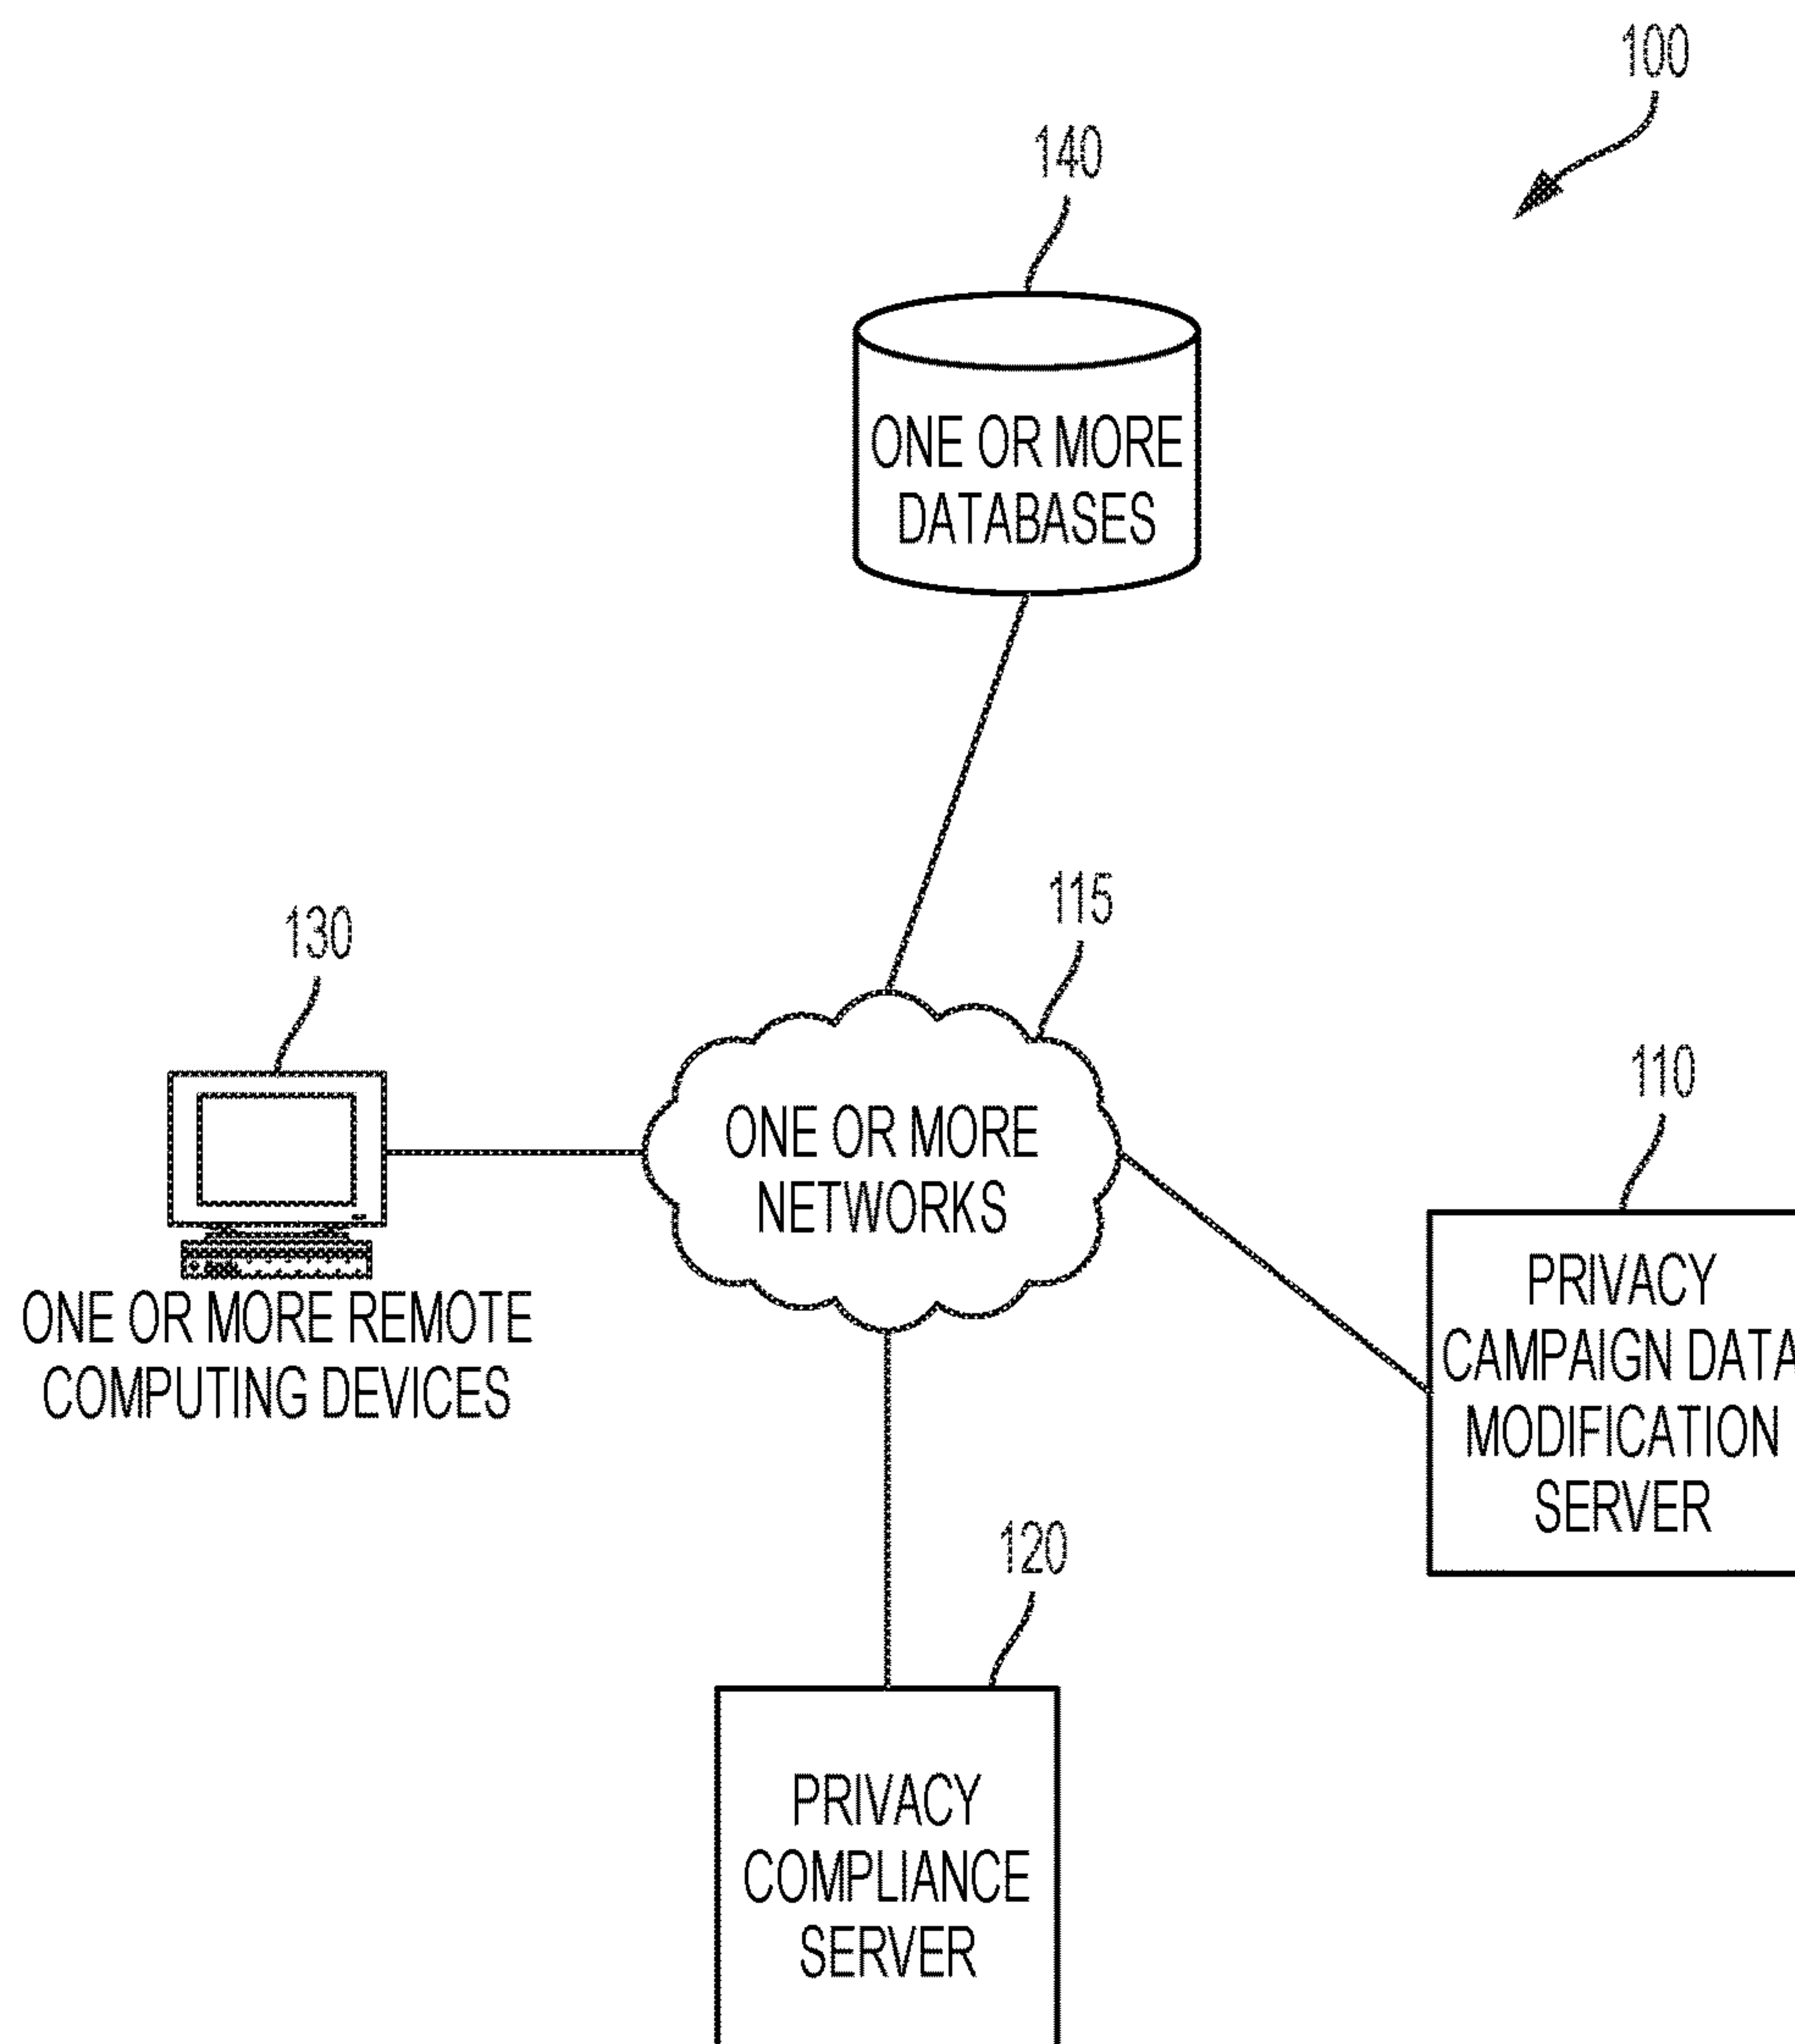 100
140
ONE OR MORE
DATABASES
115
130
ONE OR MORE
NETWORKS
110
ONE OR MORE REMOTE
COMPUTING DEVICES
PRIVACY
CAMPAIGN DATA
MODIFICATION
SERVER
120
PRIVACY
COMPLIANCE
SERVER